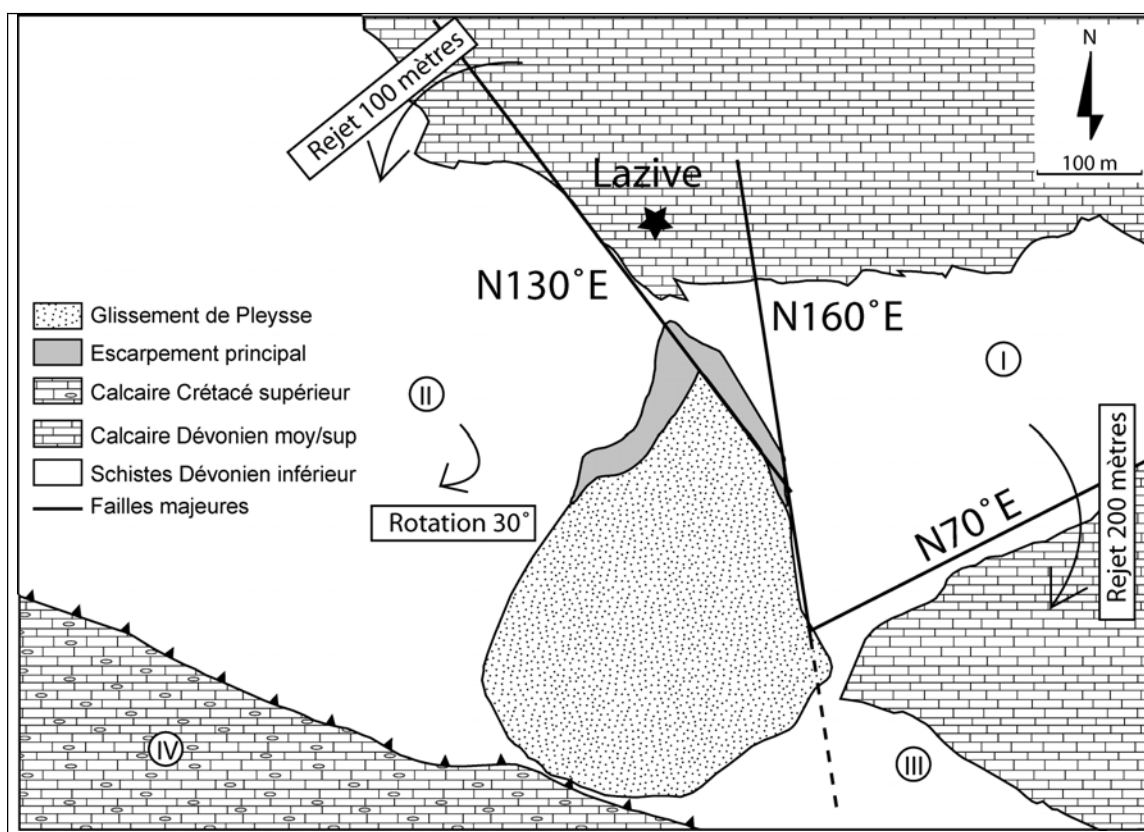 Rejet 100 mètres
N
100 m
Lazive
N130°E
N160°E
Glissement de Pleysse
Escarpement principal
Calcaire Crétacé supérieur
Calcaire Dévonien moy/sup
Schistes Dévonien inférieur
Failles majeures
I
II
Rotation 30°
N70°E
Rejet 200 mètres
III
IV